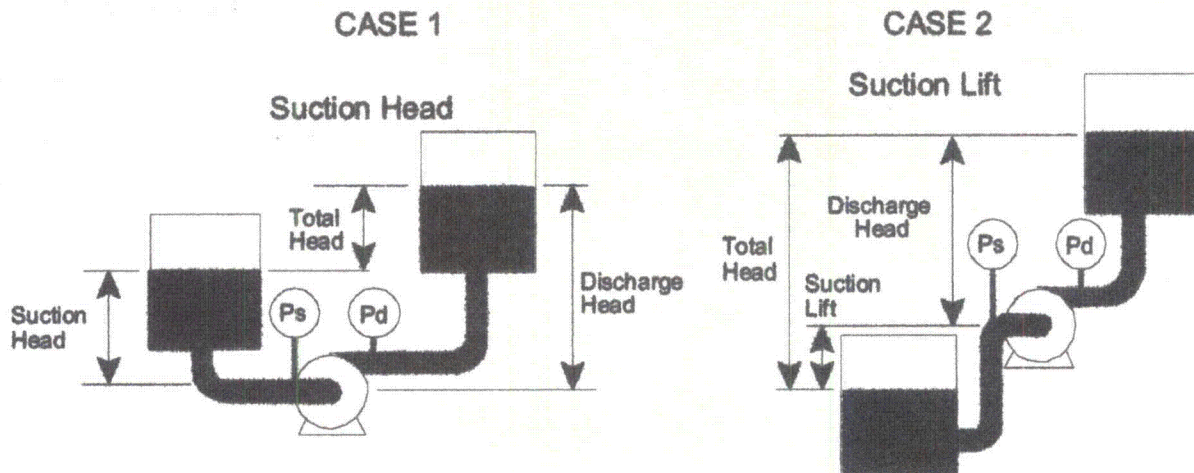 CASE 1
Suction Head
Total
Head
Suction
Head
Ps
Pd
Discharge
Head
CASE 2
Suction Lift
Discharge
Head
Total
Head
Suction
Lift
Ps
Pd